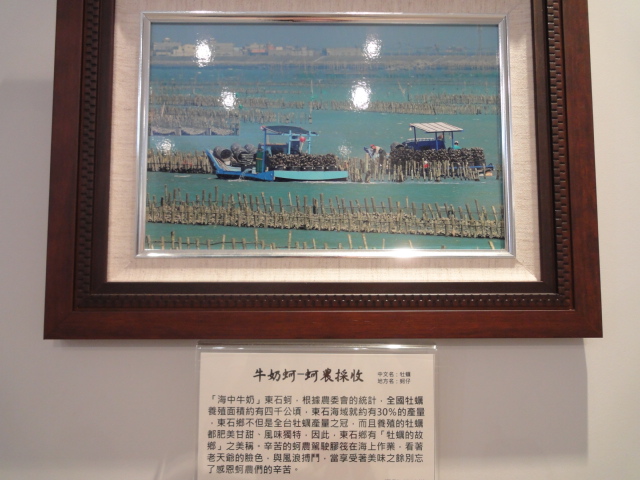 牛奶蚵-蚵農採收
中文名：牡蠣
地方名：蚵仔
「海中牛奶」東石蚵，根據農委會的統計，全國牡蠣
養殖面積約有四千公頃，東石海域就約有30%的產量
，東石鄉不但是全台牡蠣產量之冠，而且養殖的牡蠣
都肥美甘甜，風味獨特，因此，東石鄉有「牡蠣的故
鄉」之美稱。辛苦的蚵農駕駛膠筏在海上作業，看著
老天爺的臉色，與風浪搏鬥，當享受著美味之餘別忘
了感恩蚵農們的辛苦。